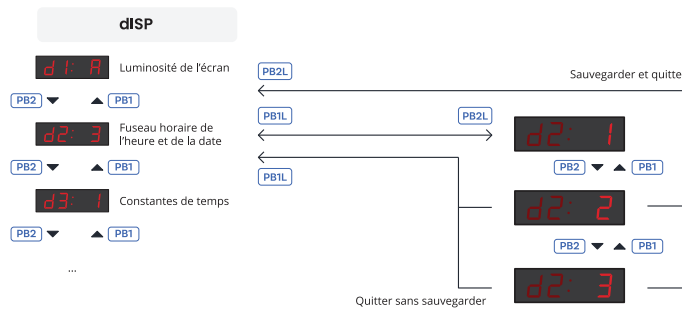 dISP
d1: A Luminosité de l'écran
PB2L
Sauvegarder et quitte
PB2 PB1
PB1L PB2L
d2: 3 Fuseau horaire de
l'heure et de la date
d2: 1
PB2 PB1
PB2 PB1
PB1L
d3: 1 Constantes de temps
d2: 2
PB2 PB1
PB2 PB1
...
d2: 3
Quitter sans sauvegarder